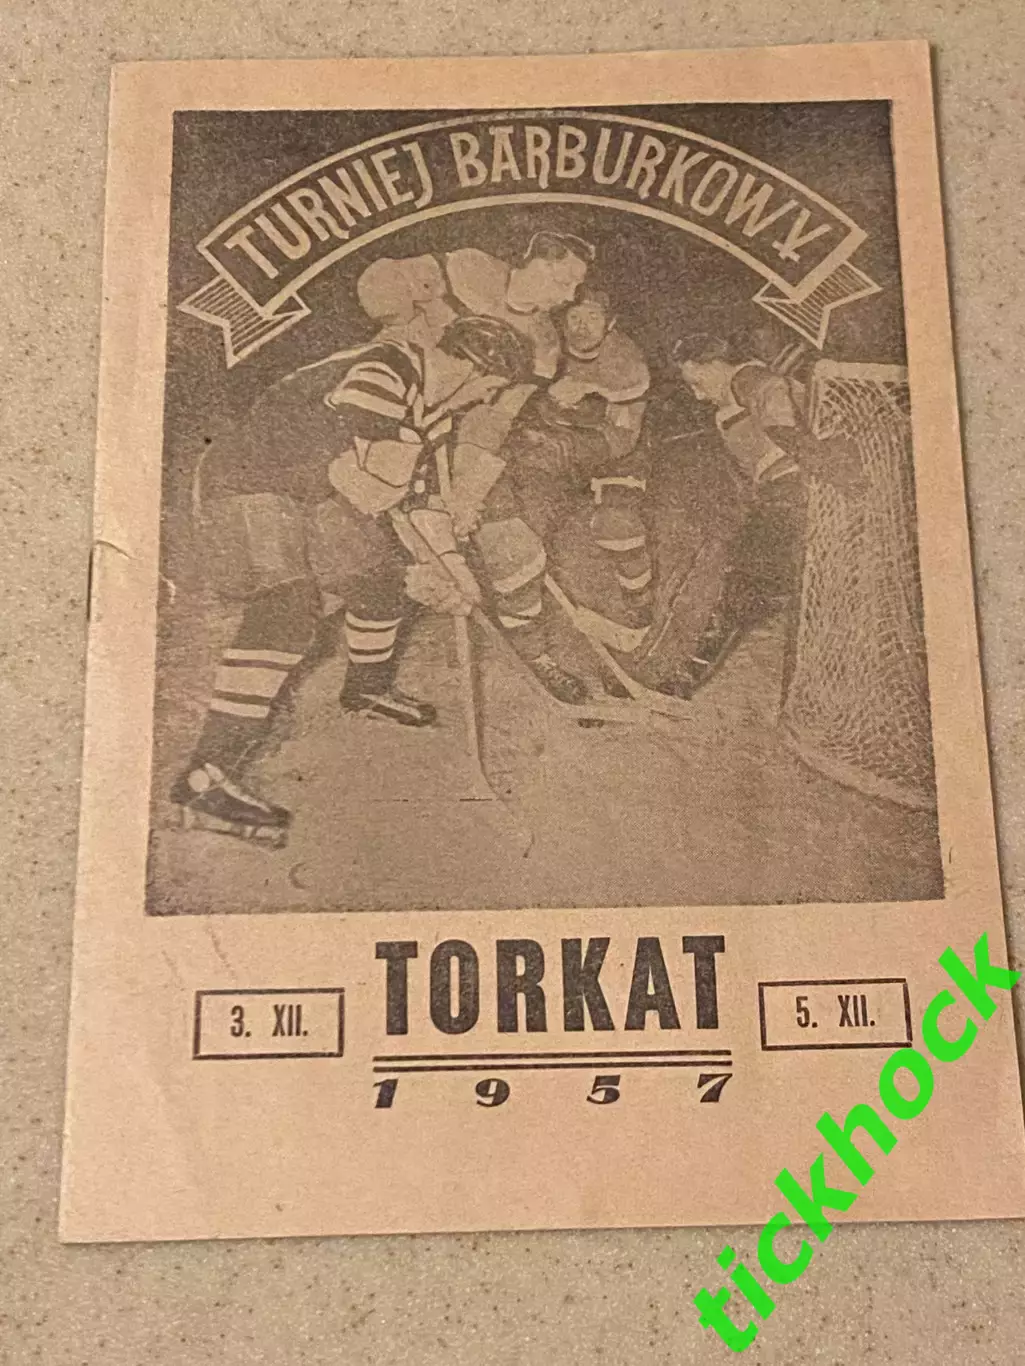 TURNIEJ BARBURKOWY
TORKAT
3. XII.
5. XII.
1957
tickhock